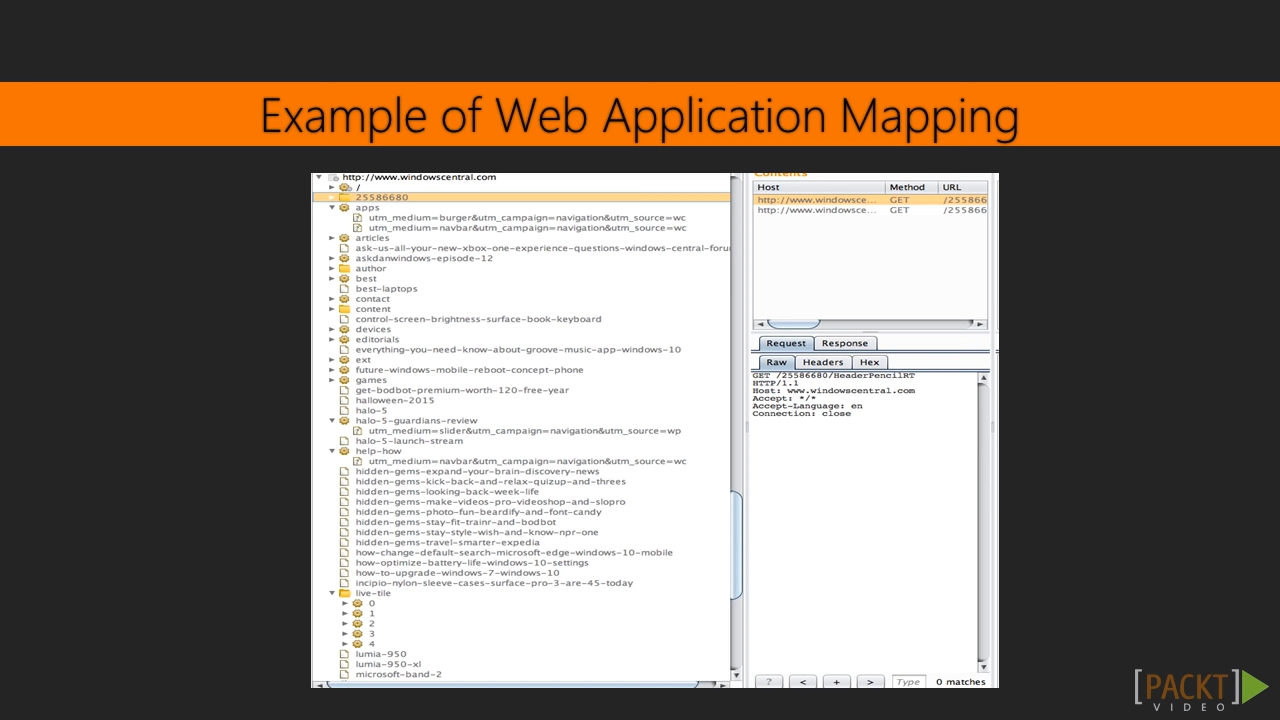 Example of Web Application Mapping
http://www.windowscentral.com
/
25586680
apps
utm_medium=burger&utm_campaign=navigation&utm_source=wc
utm_medium=navbar&utm_campaign=navigation&utm_source=wc
articles
ask-us-all-your-new-xbox-one-experience-questions-windows-central-foru
askdanwindows-episode-12
author
best
best-laptops
contact
content
control-screen-brightness-surface-book-keyboard
devices
editorials
everything-you-need-know-about-groove-music-app-windows-10
ext
future-windows-mobile-reboot-concept-phone
games
get-bodbot-premium-worth-120-free-year
halloween-2015
halo-5
halo-5-guardians-review
utm_medium=slider&utm_campaign=navigation&utm_source=wp
halo-5-launch-stream
help-how
utm_medium=navbar&utm_campaign=navigation&utm_source=wc
hidden-gems-expand-your-brain-discovery-news
hidden-gems-kick-back-and-relax-quizup-and-threes
hidden-gems-looking-back-week-life
hidden-gems-make-videos-pro-videoshop-and-slopro
hidden-gems-photo-fun-beardify-and-font-candy
hidden-gems-stay-fit-trainr-and-bodbot
hidden-gems-stay-style-wish-and-know-npr-one
hidden-gems-travel-smarter-expedia
how-change-default-search-microsoft-edge-windows-10-mobile
how-optimize-battery-life-windows-10-settings
how-to-upgrade-windows-7-windows-10
incipio-nylon-sleeve-cases-surface-pro-3-are-45-today
live-tile
0
1
2
3
4
lumia-950
lumia-950-xl
microsoft-band-2
Contents
Host Method URL
http://www.windowsce... GET /255866
http://www.windowsce... GET /255866
Request Response
Raw Headers Hex
GET /25586680/HeaderPencilRT
HTTP/1.1
Host: www.windowscentral.com
Accept: */*
Accept-Language: en
Connection: close
? < + > Type 0 matches
[PACKT]
VIDEO